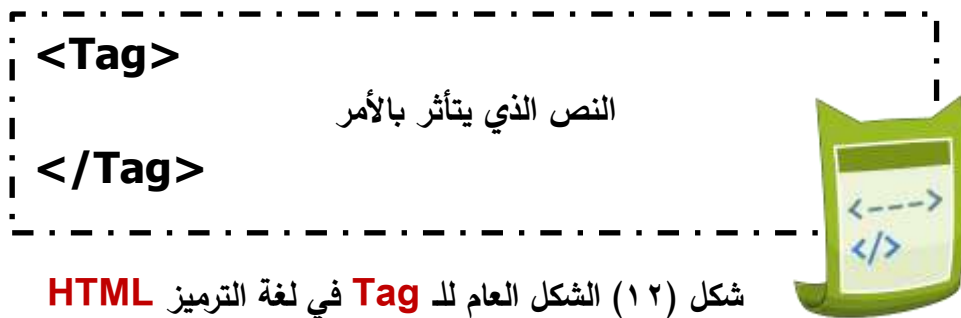 <Tag>
النص الذي يتأثر بالأمر
</Tag>
<---->
</>
شكل (١٢) الشكل العام للـ Tag في لغة الترميز HTML